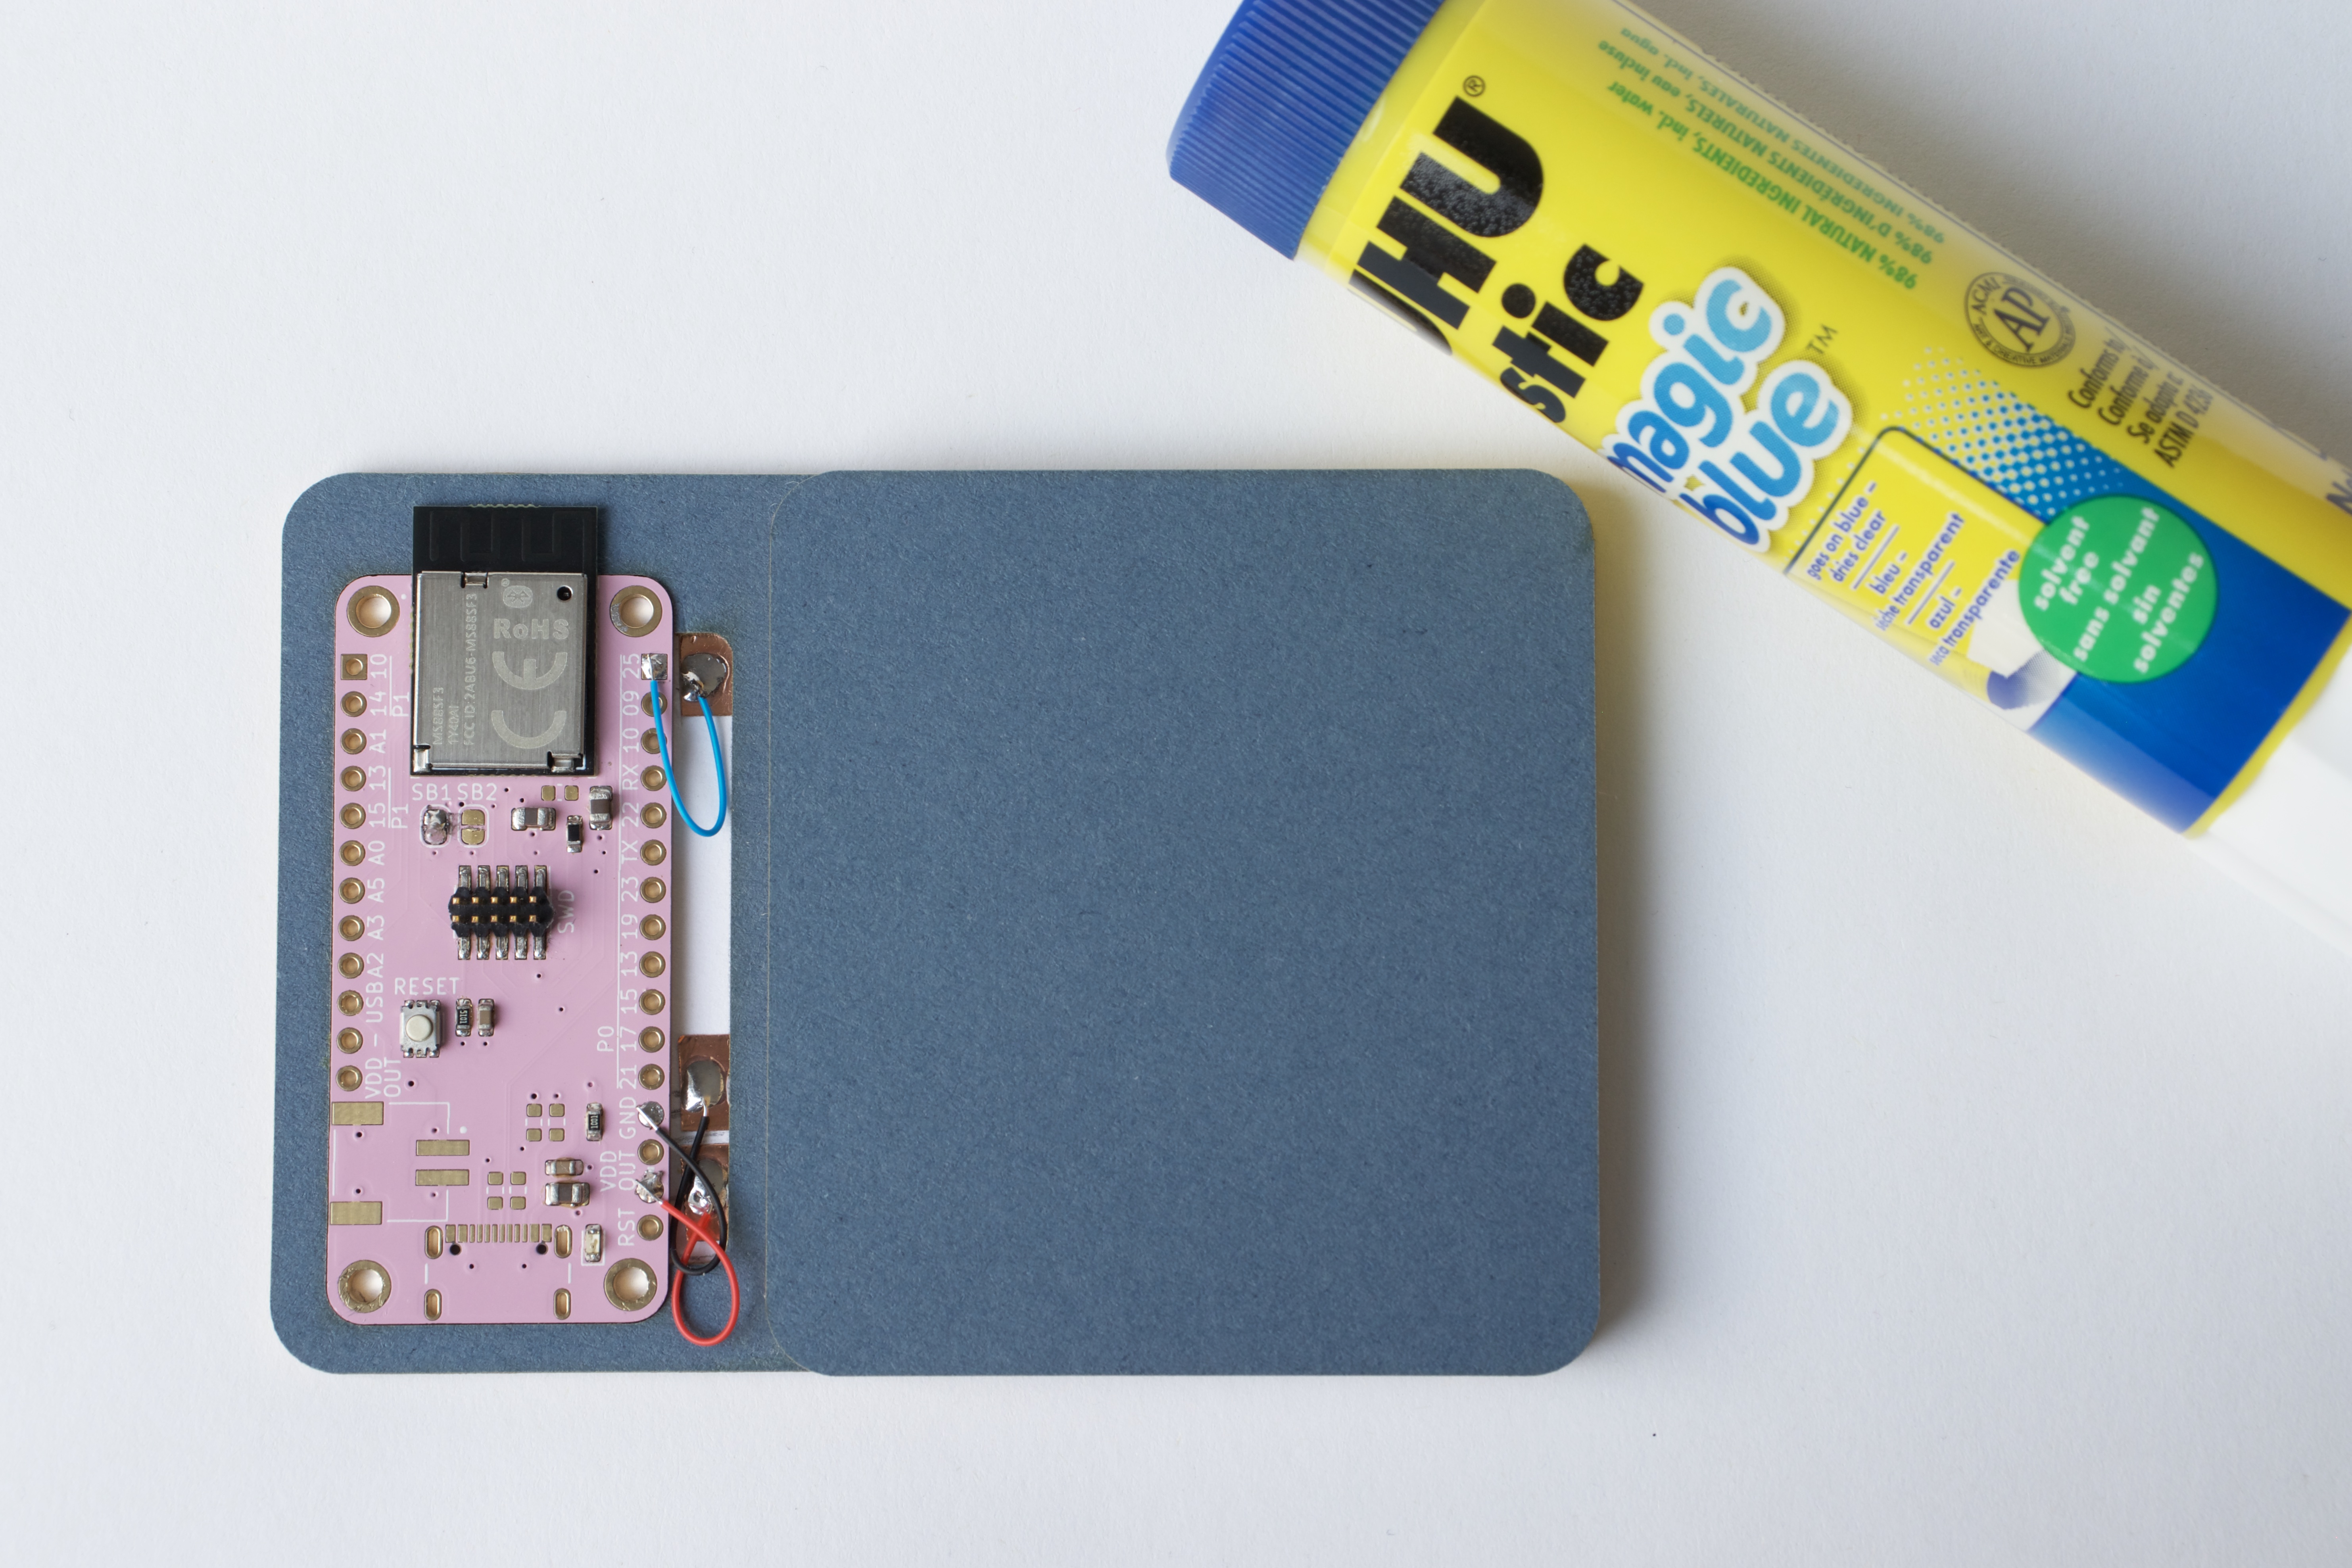 UHU
®
stic
magic
blue
™
98% NATURAL INGREDIENTS, incl. water
98% D'INGRÉDIENTS NATURELS, eau incluse
98% INGREDIENTES NATURALES, incl. agua
ACMI
AP
Conforms to
Conforme à
Se adapta a:
ASTM D 4236
goes on blue –
dries clear
bleu –
sèche transparent
azul –
seca transparente
solvent
free
sans solvant
sin
solventes
RoHS
CE
MS88SF3
1Y40AI
FCC ID:2ABU6-MS88SF3
10
14
P1
A1
13
15
P1
A0
A5
A3
A2
USB
–
VDD
OUT
25
09
10
RX
22
TX
23
19
13
15
17
P0
21
GND
VDD
OUT
RST
SB1 SB2
SWD
RESET